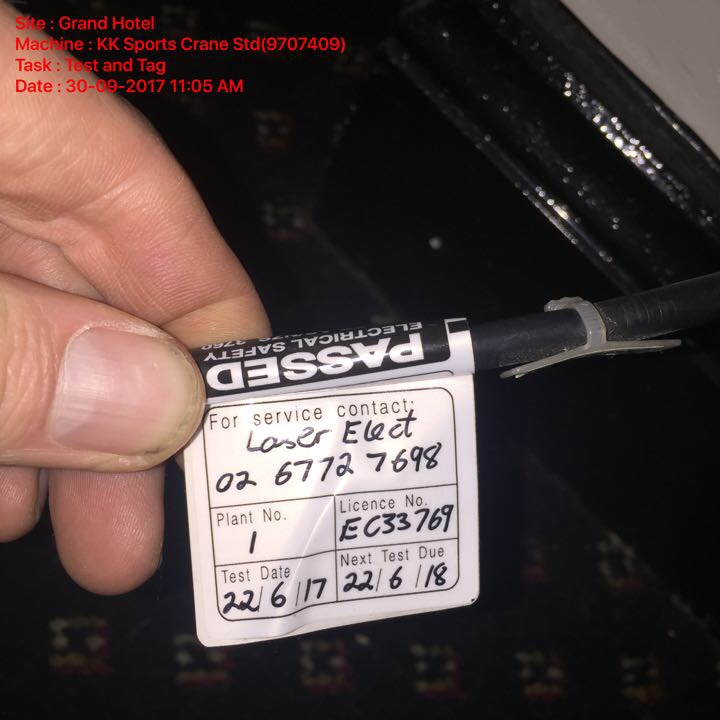 Site : Grand Hotel
Machine : KK Sports Crane Std(9707409)
Task : Test and Tag
Date : 30-09-2017 11:05 AM
ELECTRICAL SAFETY
PASSED
For service contact:
Laser Elect
02 6772 7698
Plant No.
1
Licence No.
EC33769
Test Date
22/6/17
Next Test Due
22/6/18